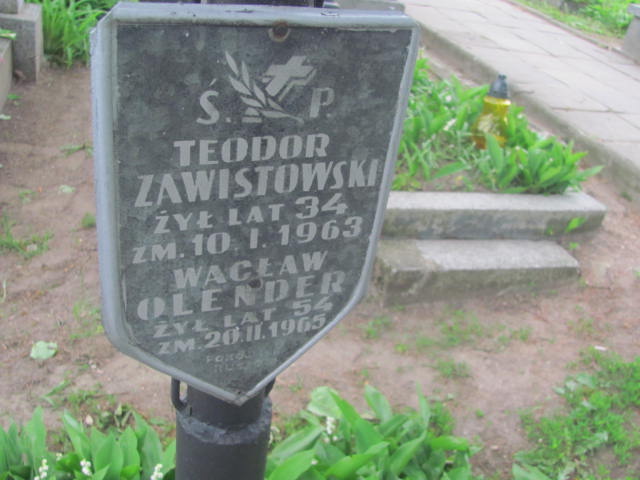 Ś. P.
TEODOR
ZAWISTOWSKI
ŻYŁ LAT 34
ZM. 10.I.1963
WACŁAW
OLENDER
ŻYŁ LAT 54
ZM. 20.II.1965